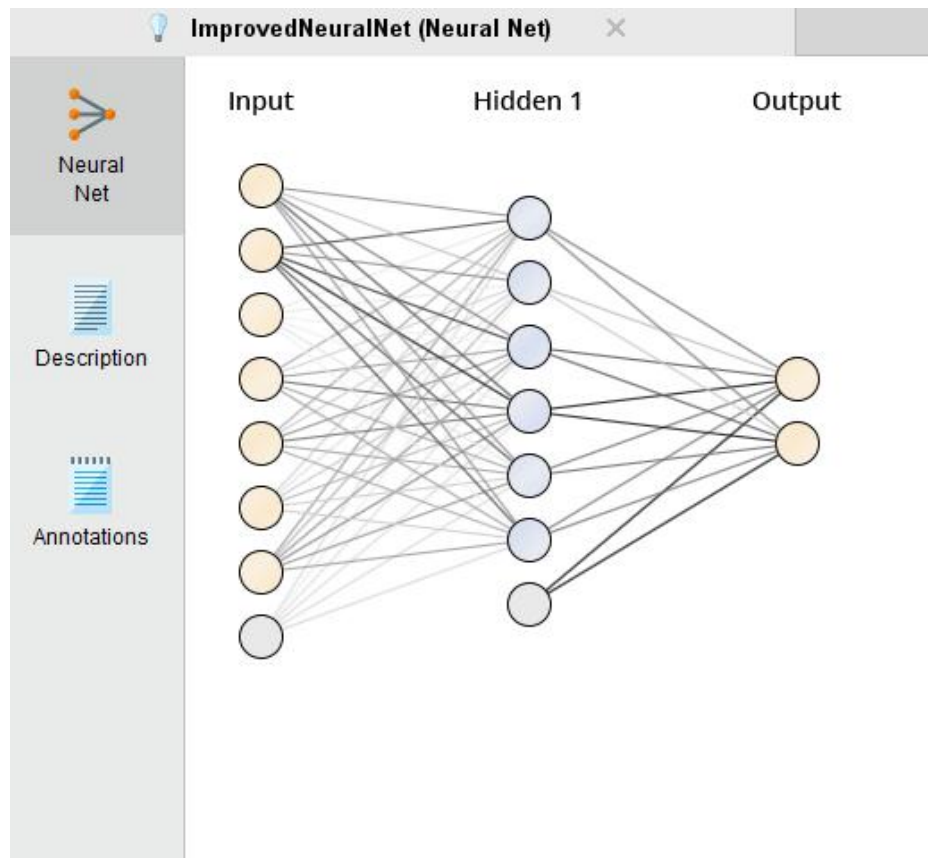 ImprovedNeuralNet (Neural Net)
Input Hidden 1 Output
Neural
Net
Description
Annotations